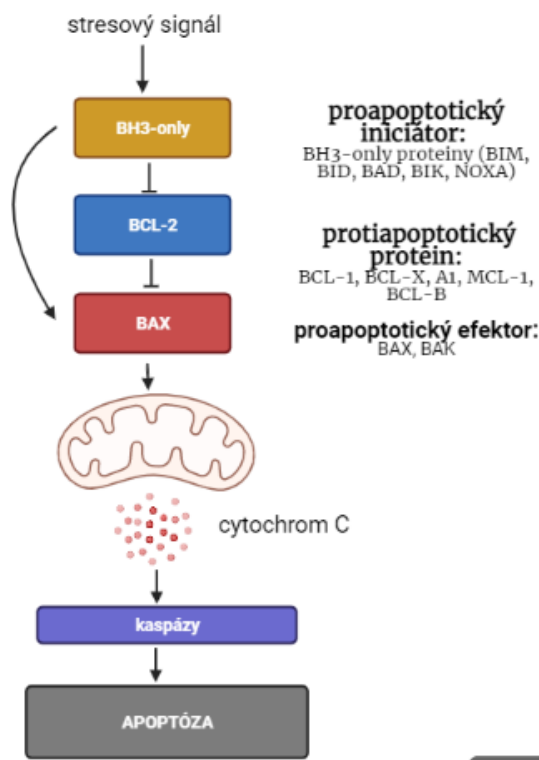 stresový signál
BH3-only
BCL-2
BAX
cytochrom C
kaspázy
APOPTÓZA
proapoptotický
iniciátor:
BH3-only proteiny (BIM,
BID, BAD, BIK, NOXA)
protiapoptotický
protein:
BCL-1, BCL-X, A1, MCL-1,
BCL-B
proapoptotický efektor:
BAX, BAK